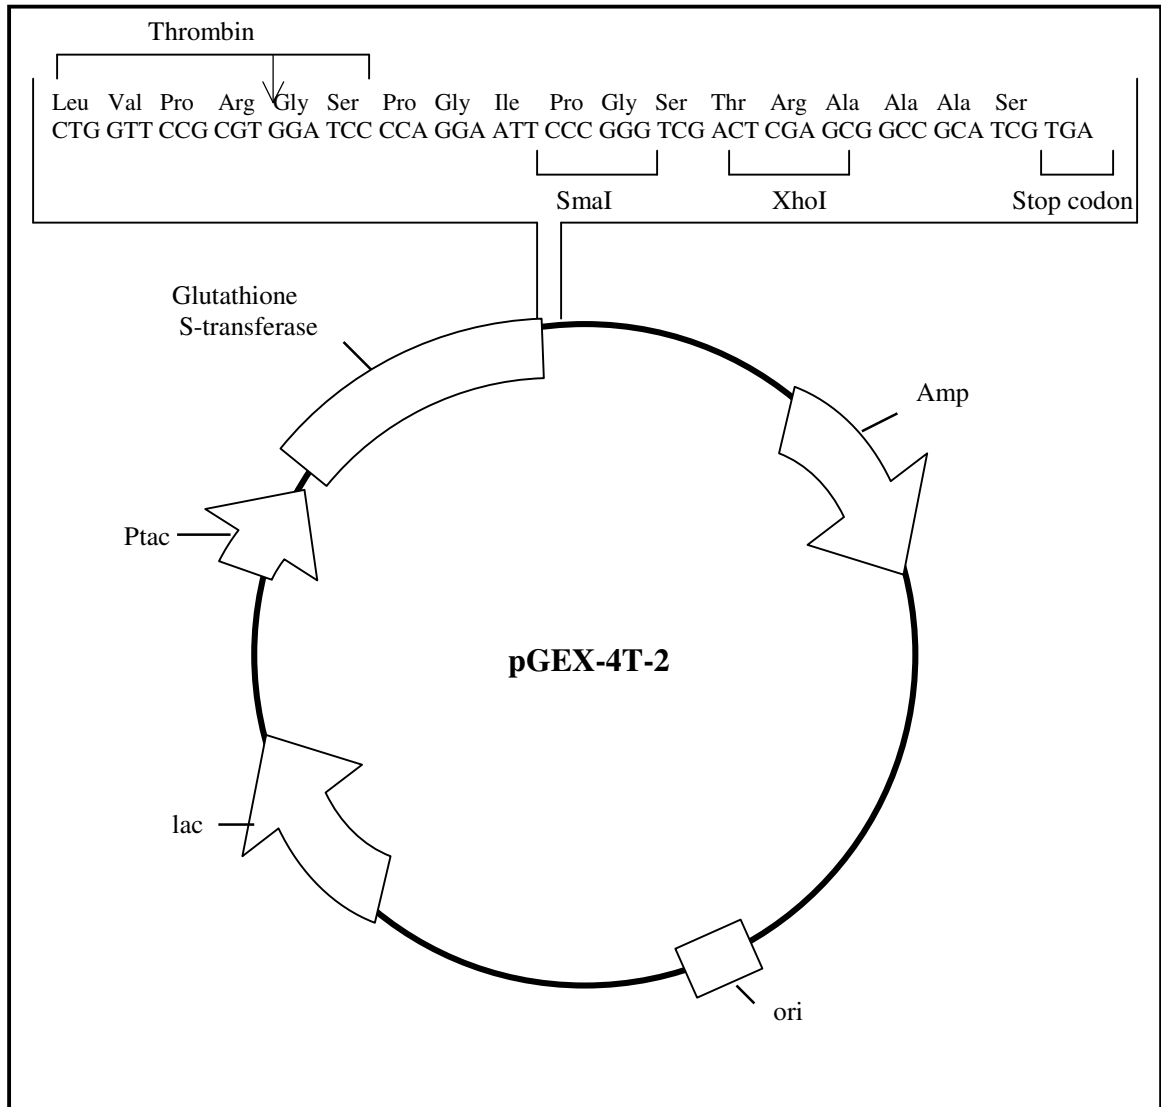 Thrombin
Leu Val Pro Arg Gly Ser Pro Gly Ile Pro Gly Ser Thr Arg Ala Ala Ala Ser
CTG GTT CCG CGT GGA TCC CCA GGA ATT CCC GGG TCG ACT CGA GCG GCC GCA TCG TGA
SmaI XhoI Stop codon
Glutathione
S-transferase
Amp
Ptac
pGEX-4T-2
lac
ori